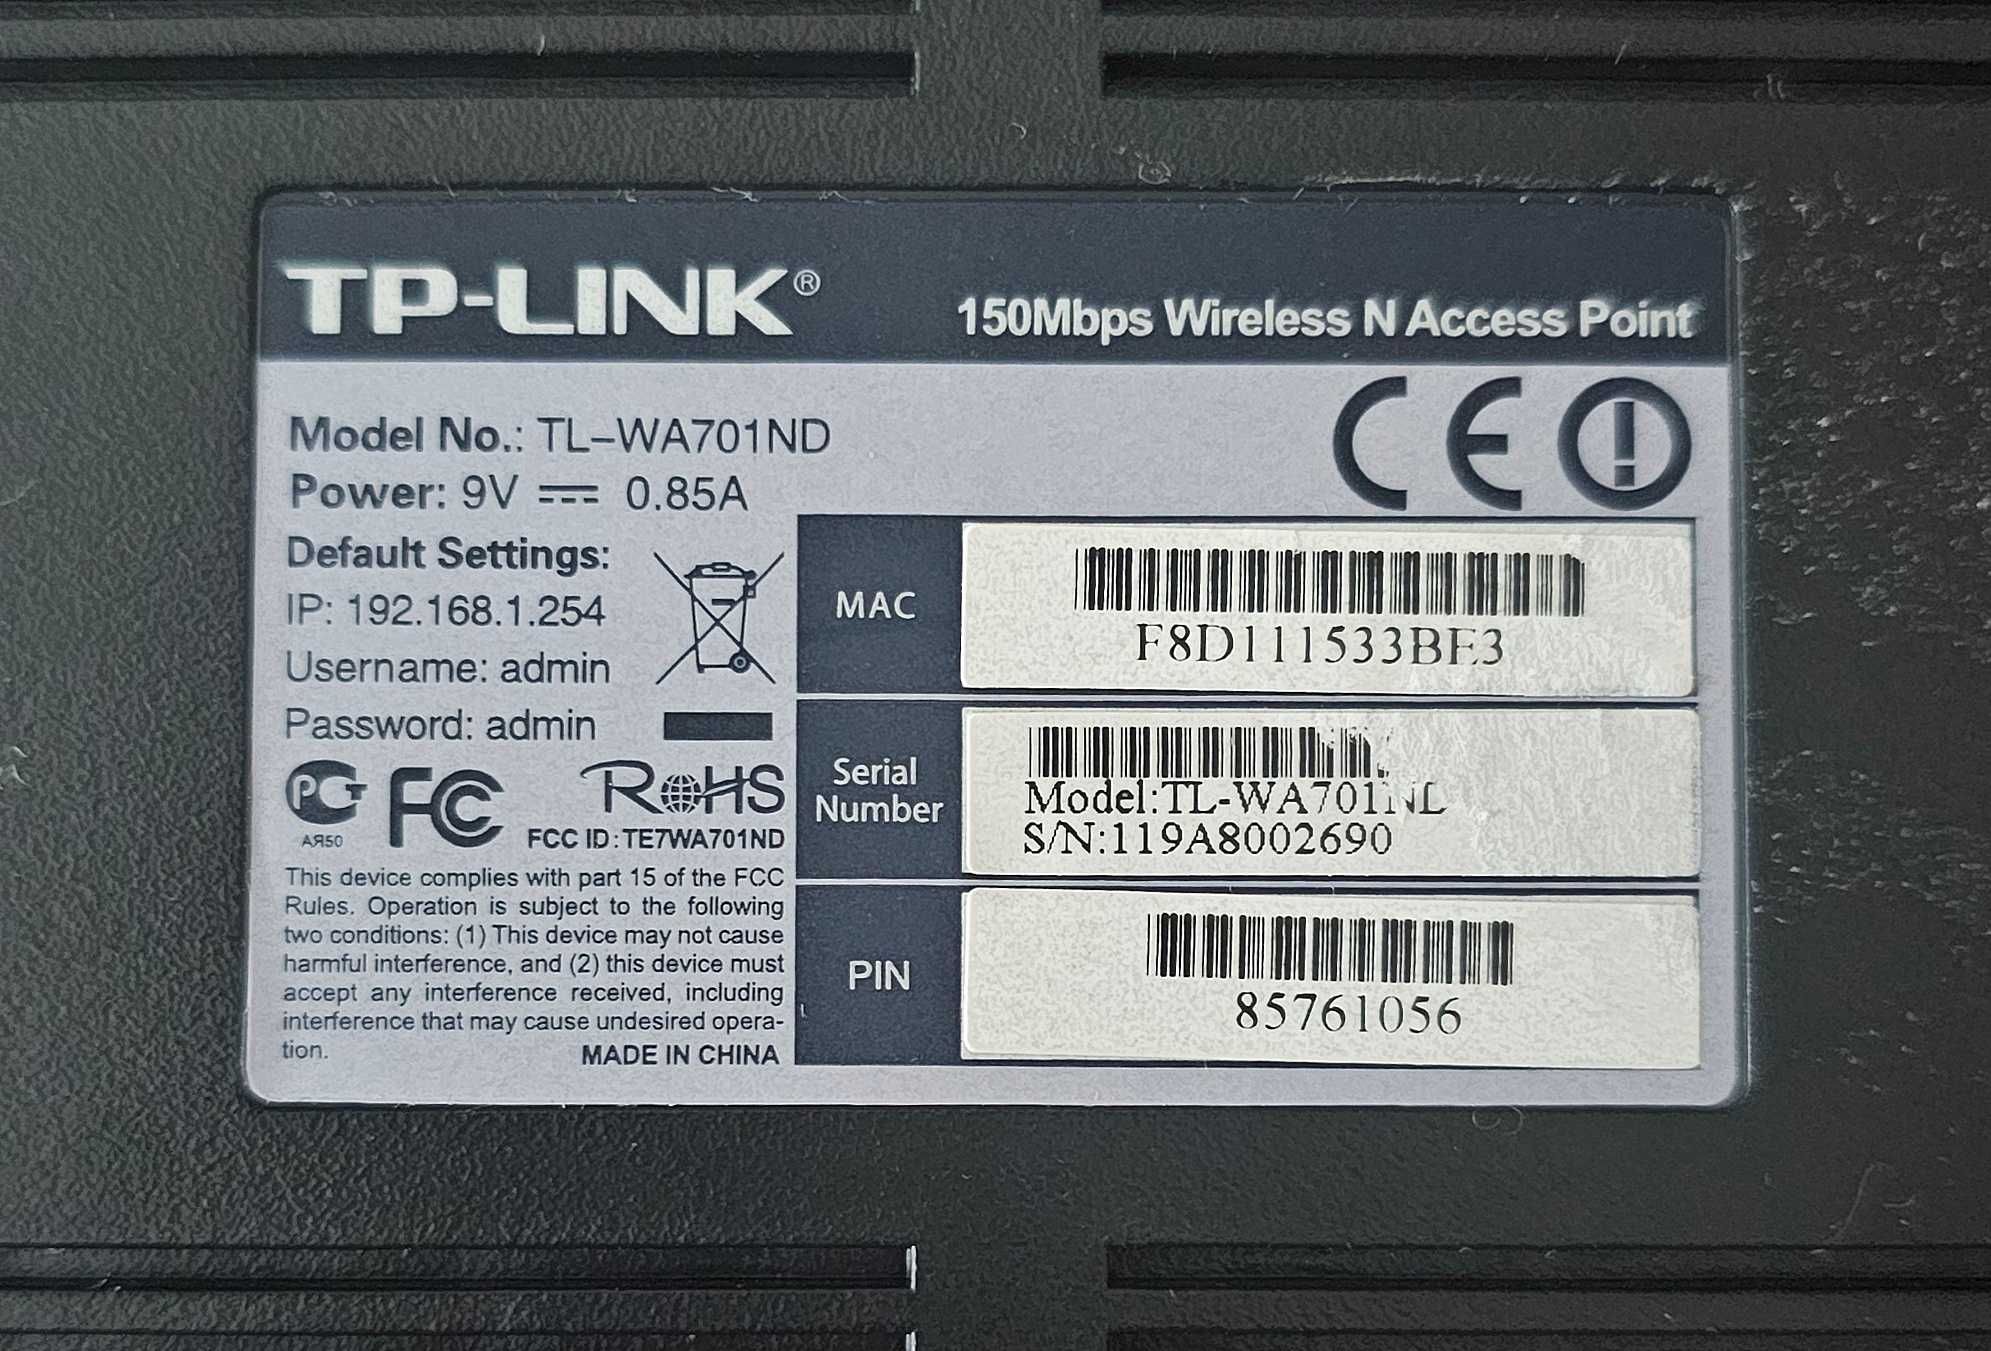 TP-LINK®
150Mbps Wireless N Access Point
Model No.: TL-WA701ND
Power: 9V ⎓ 0.85A
Default Settings:
IP: 192.168.1.254
Username: admin
Password: admin
CE
PCT
АЯ50
FC
RoHS
FCC ID: TE7WA701ND
This device complies with part 15 of the FCC
Rules. Operation is subject to the following
two conditions: (1) This device may not cause
harmful interference, and (2) this device must
accept any interference received, including
interference that may cause undesired opera-
tion.
MADE IN CHINA
MAC
F8D111533BE3
Serial
Number
Model:TL-WA701ND
S/N:119A8002690
PIN
85761056